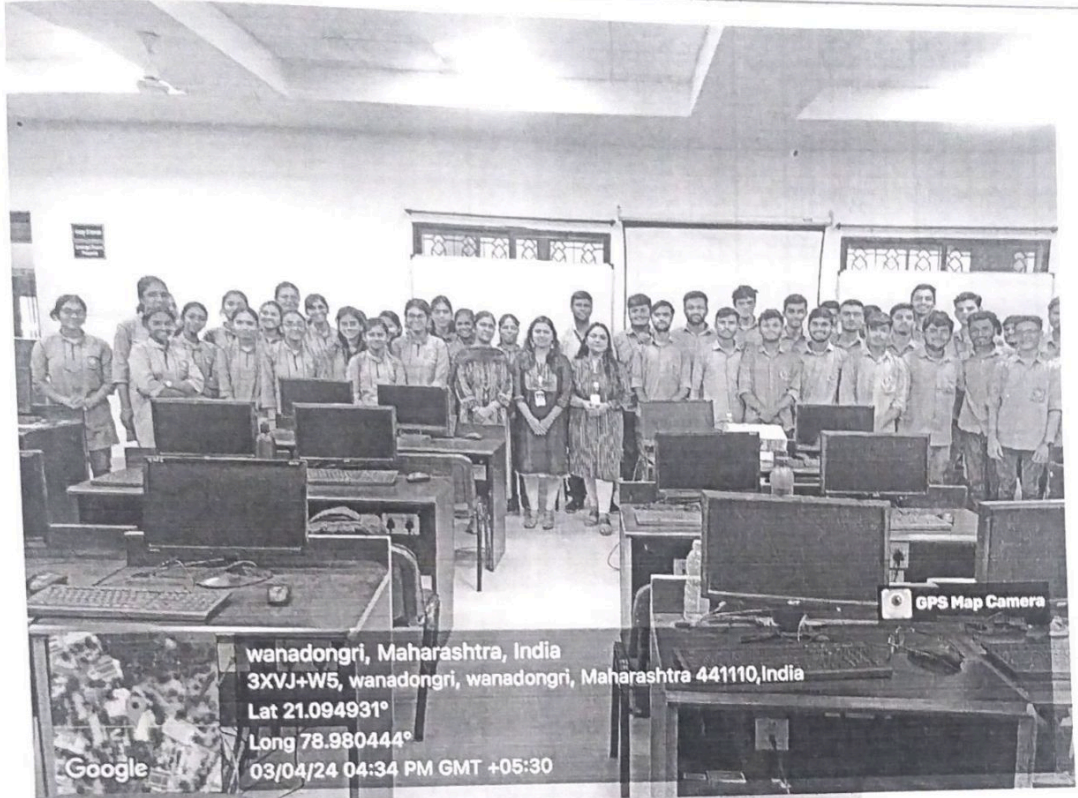 GPS Map Camera
wanadongri, Maharashtra, India
3XVJ+W5, wanadongri, wanadongri, Maharashtra 441110,India
Lat 21.094931°
Long 78.980444°
03/04/24 04:34 PM GMT +05:30
Google